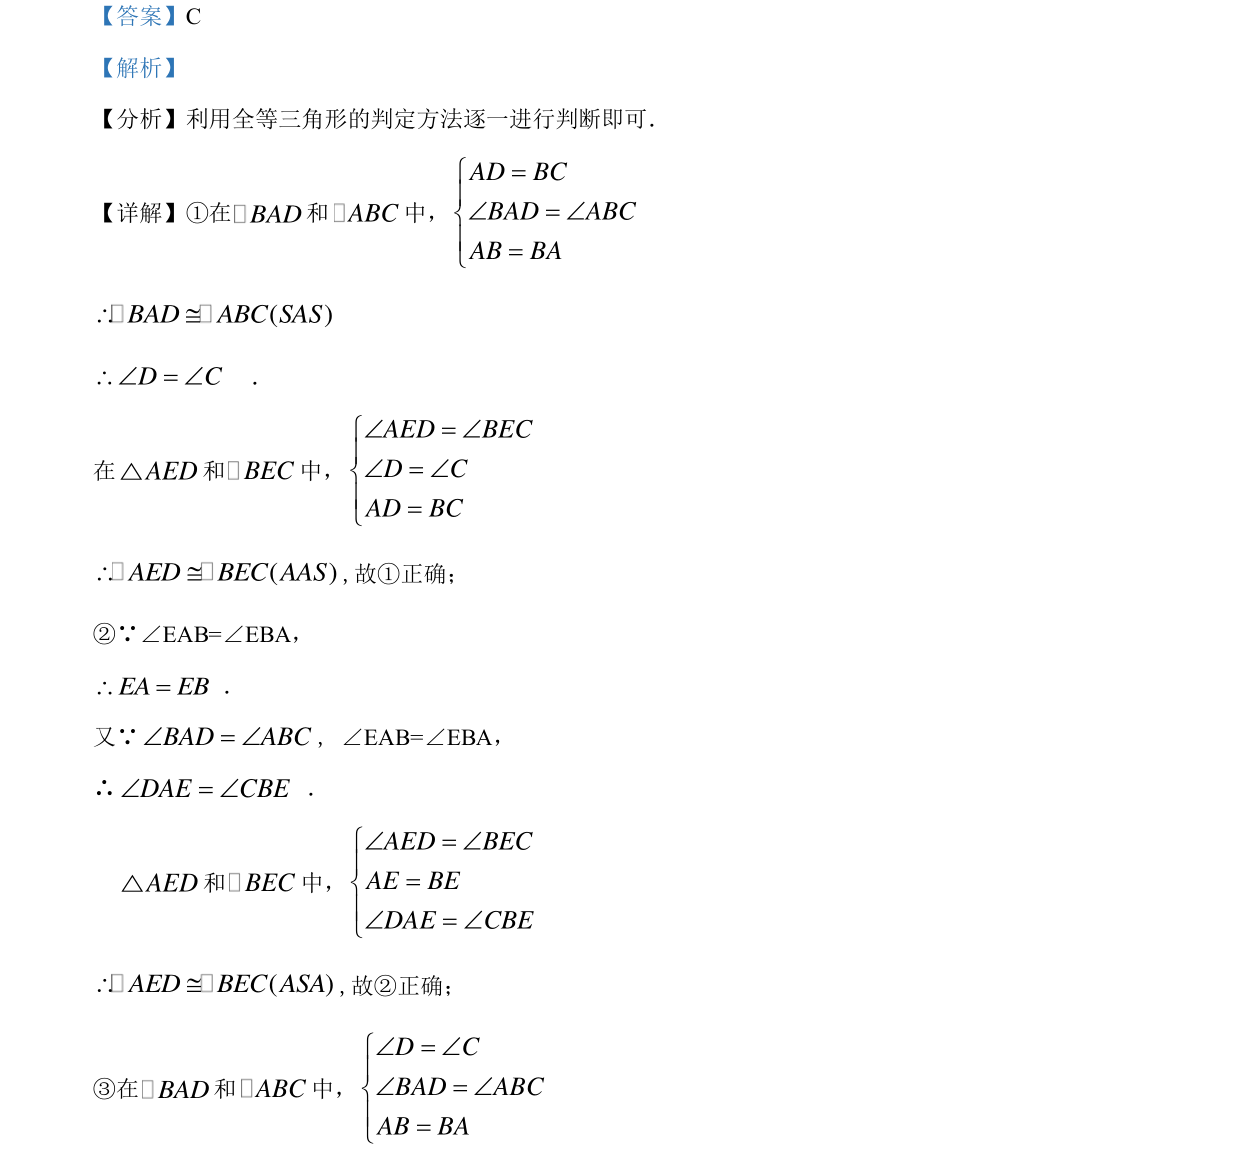 【答案】C
【解析】
【分析】利用全等三角形的判定方法逐一进行判断即可．
【详解】①在□BAD和□ABC中，{AD=BC
∠BAD=∠ABC
AB=BA
∴□BAD≅□ABC(SAS)
∴∠D=∠C．
在△AED和□BEC中，{∠AED=∠BEC
∠D=∠C
AD=BC
∴□AED≅□BEC(AAS),故①正确；
②∵∠EAB=∠EBA，
∴EA=EB．
又∵∠BAD=∠ABC, ∠EAB=∠EBA，
∴∠DAE=∠CBE．
△AED和□BEC中，{∠AED=∠BEC
AE=BE
∠DAE=∠CBE
∴□AED≅□BEC(ASA),故②正确；
③在□BAD和□ABC中，{∠D=∠C
∠BAD=∠ABC
AB=BA